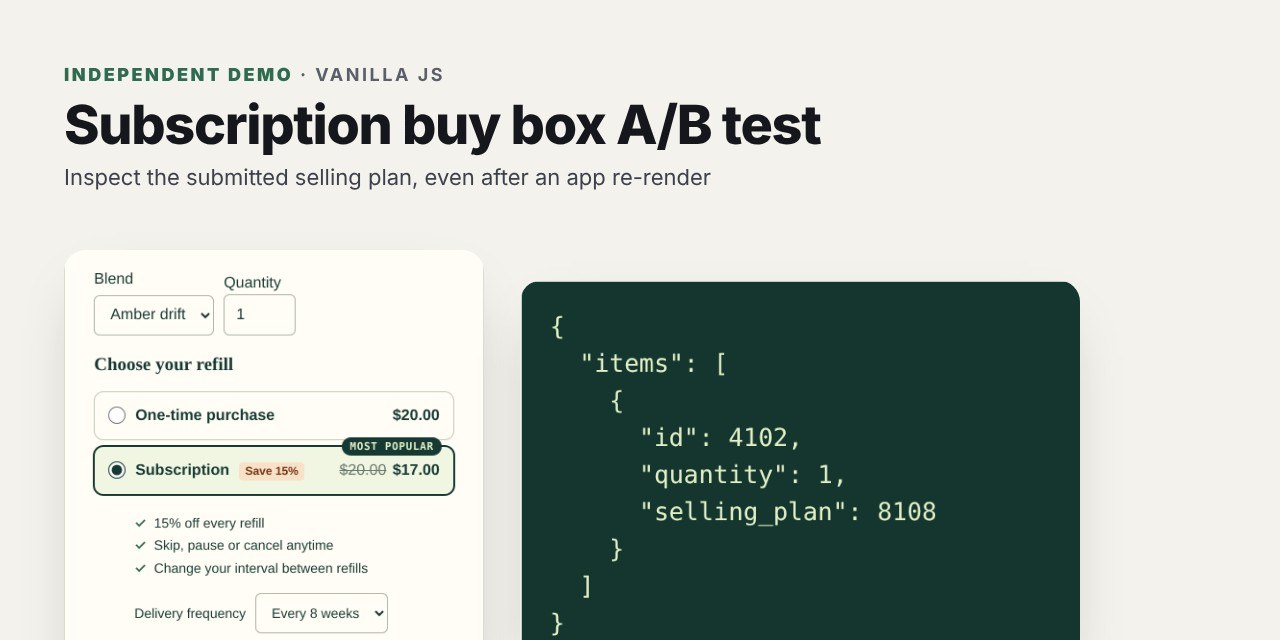 INDEPENDENT DEMO · VANILLA JS
Subscription buy box A/B test
Inspect the submitted selling plan, even after an app re-render
Blend
Quantity
Amber drift
1
Choose your refill
One-time purchase
$20.00
MOST POPULAR
Subscription
Save 15%
$20.00 $17.00
15% off every refill
Skip, pause or cancel anytime
Change your interval between refills
Delivery frequency
Every 8 weeks
{
"items": [
{
"id": 4102,
"quantity": 1,
"selling_plan": 8108
}
]
}